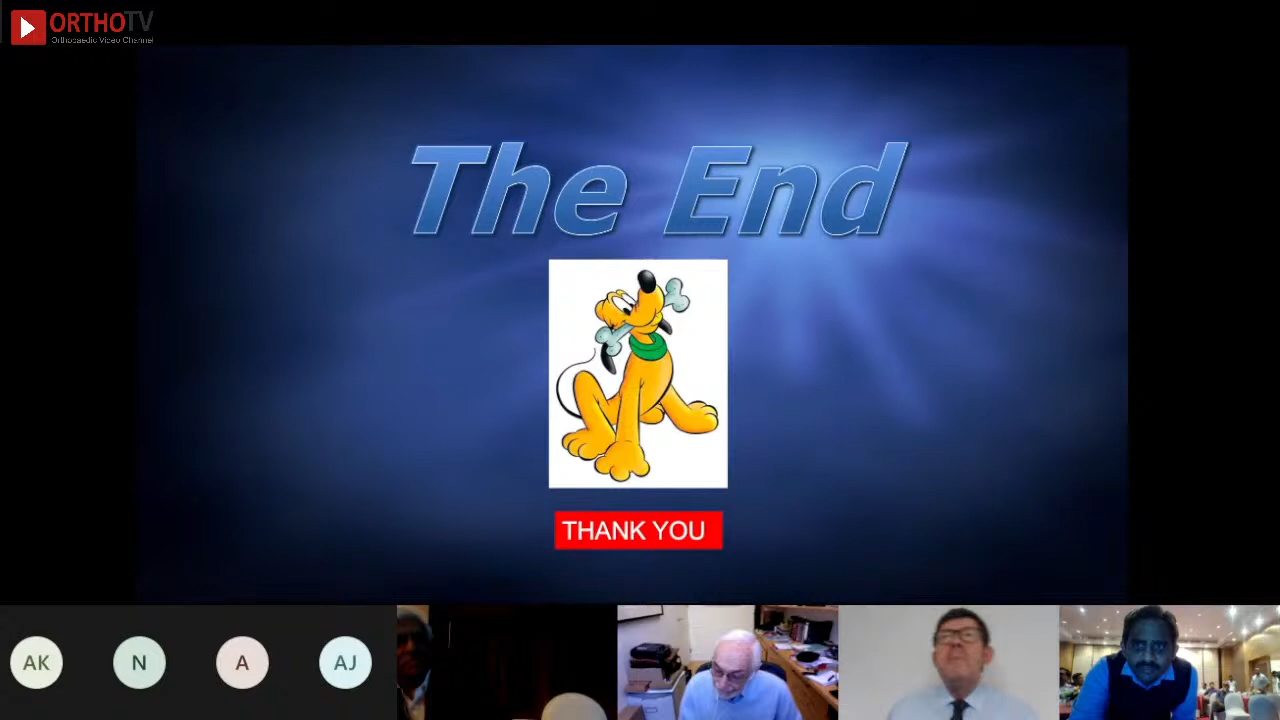 ORTHOTV
Orthopaedic Video Channel
The End
THANK YOU
AK
N
A
AJ